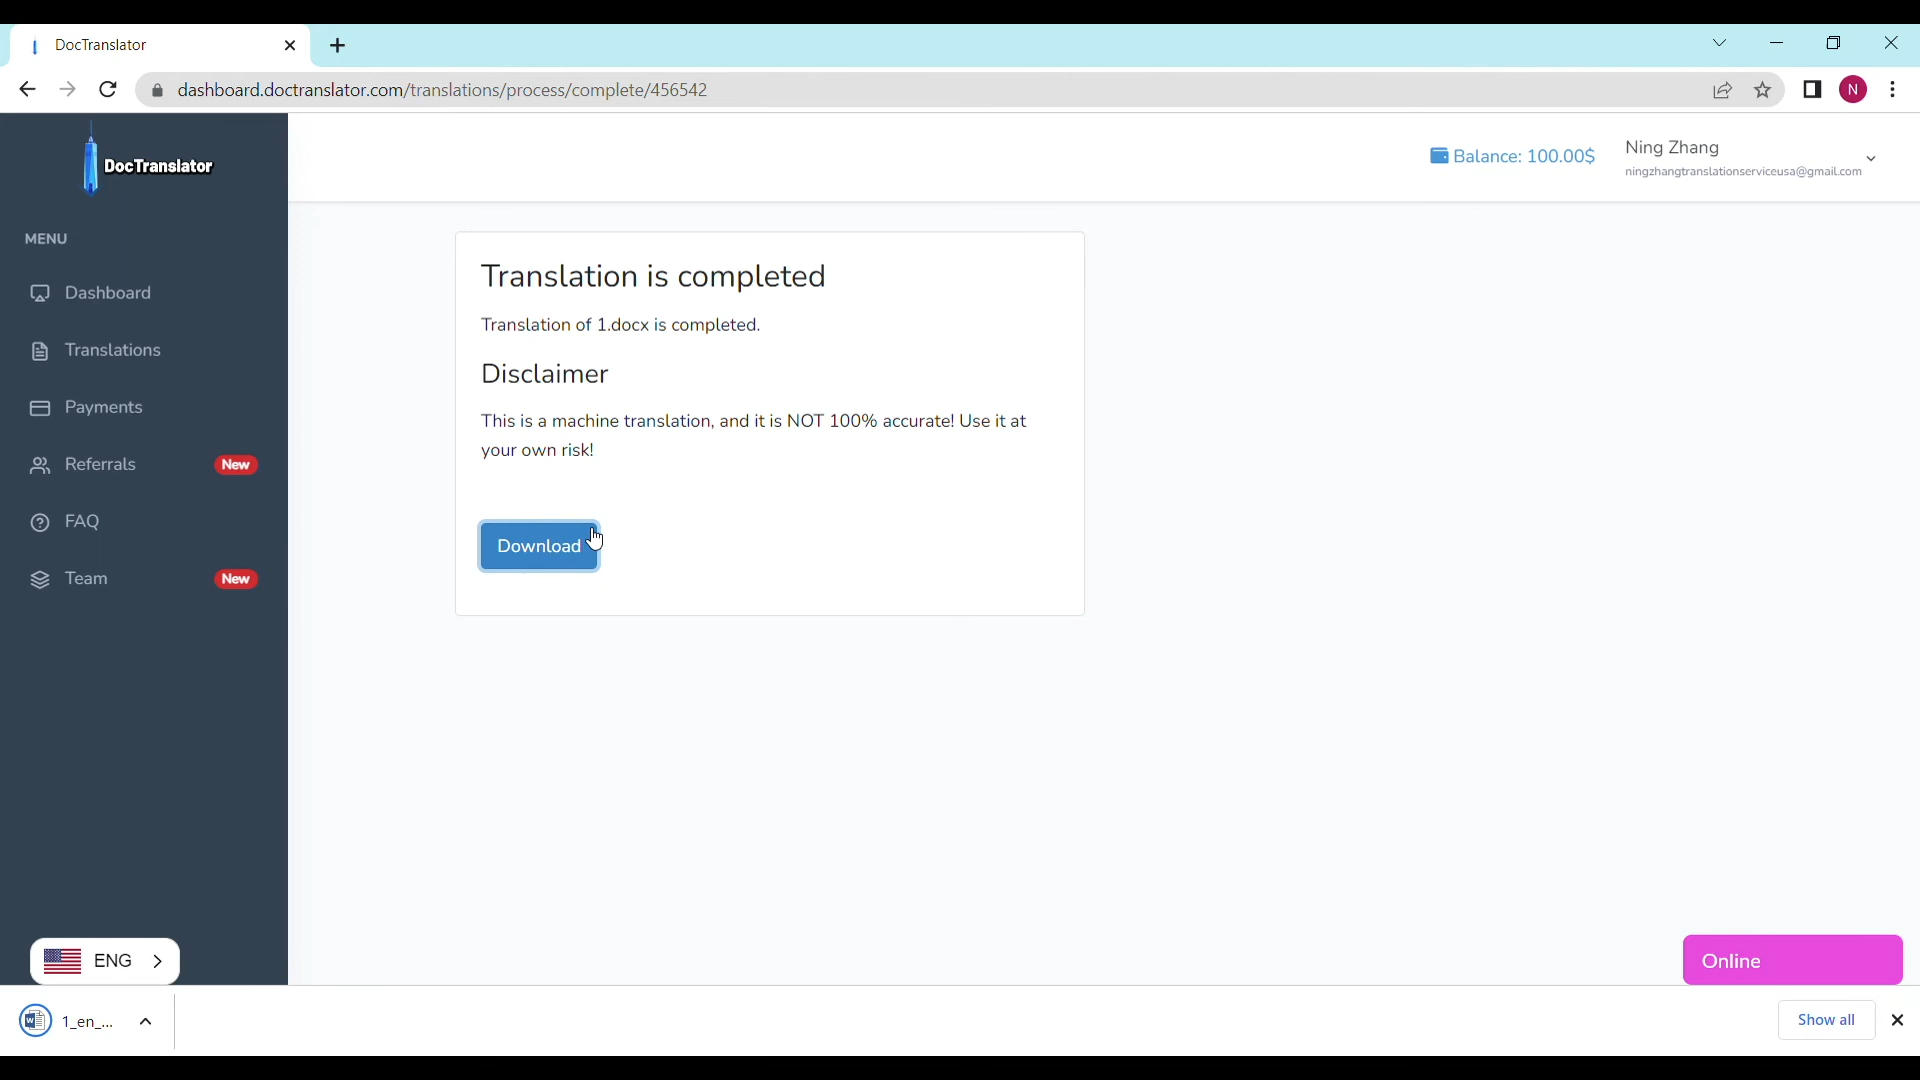 DocTranslator
dashboard.doctranslator.com/translations/process/complete/456542
N
DocTranslator
Balance: 100.00$
Ning Zhang
ningzhangtranslationserviceusa@gmail.com
MENU
Dashboard
Translations
Payments
Referrals New
FAQ
Team New
Translation is completed
Translation of 1.docx is completed.
Disclaimer
This is a machine translation, and it is NOT 100% accurate! Use it at
your own risk!
Download
ENG
Online
W
1_en_...
Show all